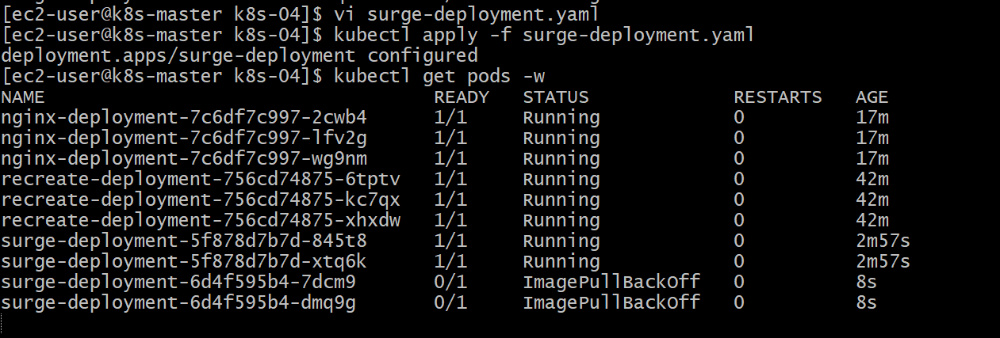 [ec2-user@k8s-master k8s-04]$ vi surge-deployment.yaml
[ec2-user@k8s-master k8s-04]$ kubectl apply -f surge-deployment.yaml
deployment.apps/surge-deployment configured
[ec2-user@k8s-master k8s-04]$ kubectl get pods -w
NAME READY STATUS RESTARTS AGE
nginx-deployment-7c6df7c997-2cwb4 1/1 Running 0 17m
nginx-deployment-7c6df7c997-lfv2g 1/1 Running 0 17m
nginx-deployment-7c6df7c997-wg9nm 1/1 Running 0 17m
recreate-deployment-756cd74875-6tptv 1/1 Running 0 42m
recreate-deployment-756cd74875-kc7qx 1/1 Running 0 42m
recreate-deployment-756cd74875-xhxdw 1/1 Running 0 42m
surge-deployment-5f878d7b7d-845t8 1/1 Running 0 2m57s
surge-deployment-5f878d7b7d-xtq6k 1/1 Running 0 2m57s
surge-deployment-6d4f595b4-7dcm9 0/1 ImagePullBackOff 0 8s
surge-deployment-6d4f595b4-dmq9g 0/1 ImagePullBackOff 0 8s